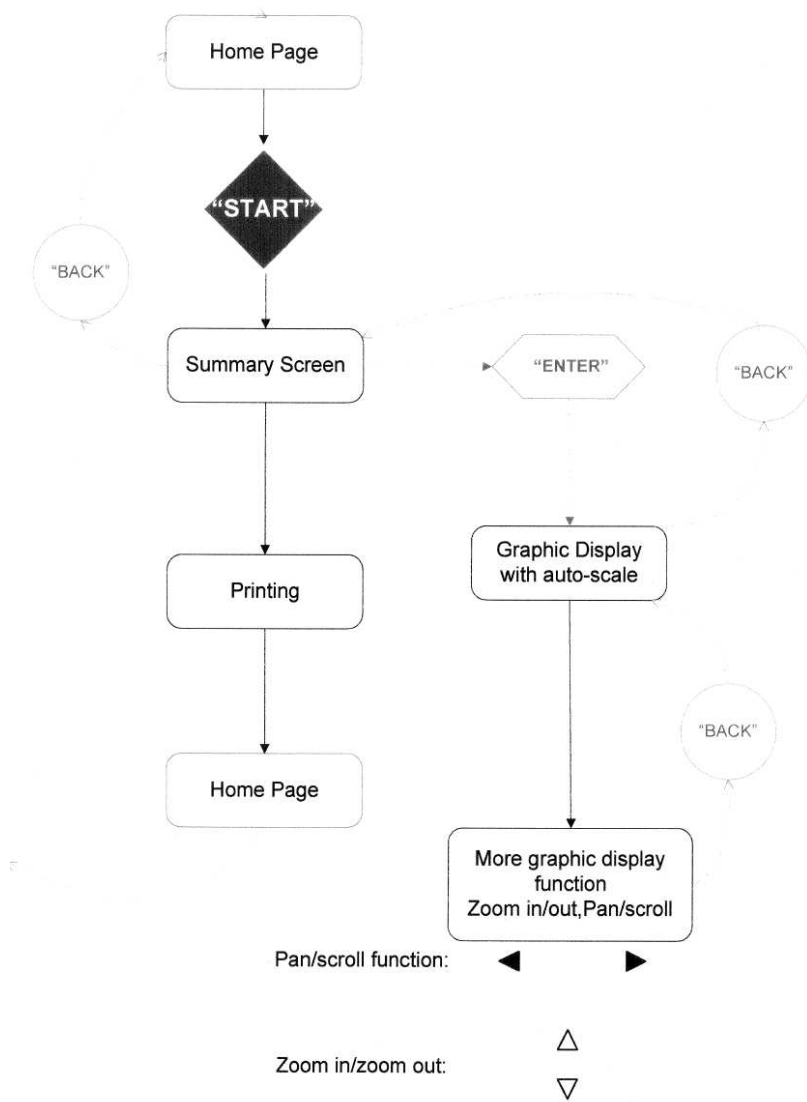 Home Page
“START”
“BACK”
Summary Screen
“ENTER”
“BACK”
Graphic Display
with auto-scale
Printing
“BACK”
Home Page
More graphic display
function
Zoom in/out,Pan/scroll
Pan/scroll function:
Zoom in/zoom out: